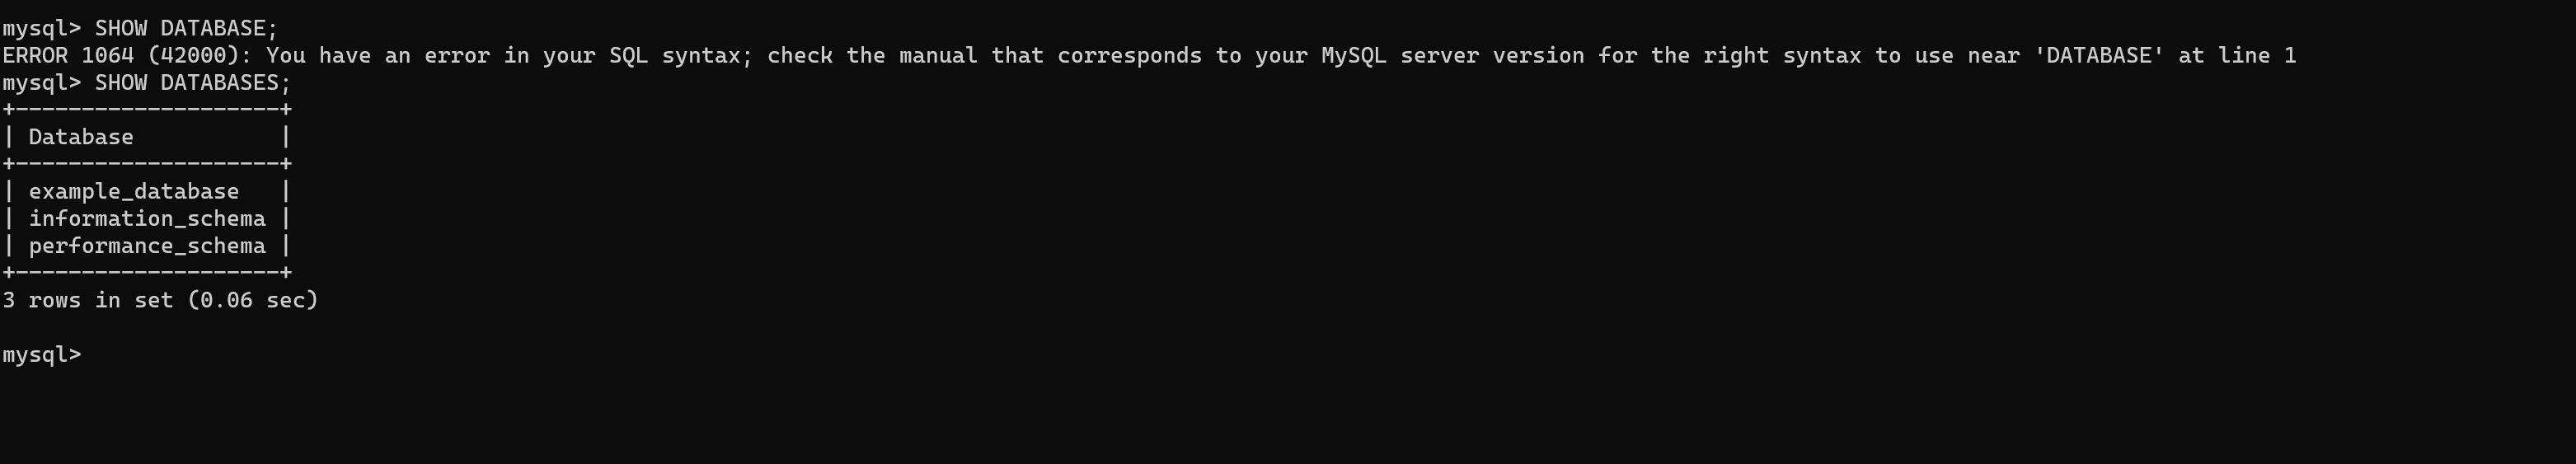 mysql> SHOW DATABASE;
ERROR 1064 (42000): You have an error in your SQL syntax; check the manual that corresponds to your MySQL server version for the right syntax to use near 'DATABASE' at line 1
mysql> SHOW DATABASES;
+--------------------+
| Database           |
+--------------------+
| example_database   |
| information_schema |
| performance_schema |
+--------------------+
3 rows in set (0.06 sec)
mysql>